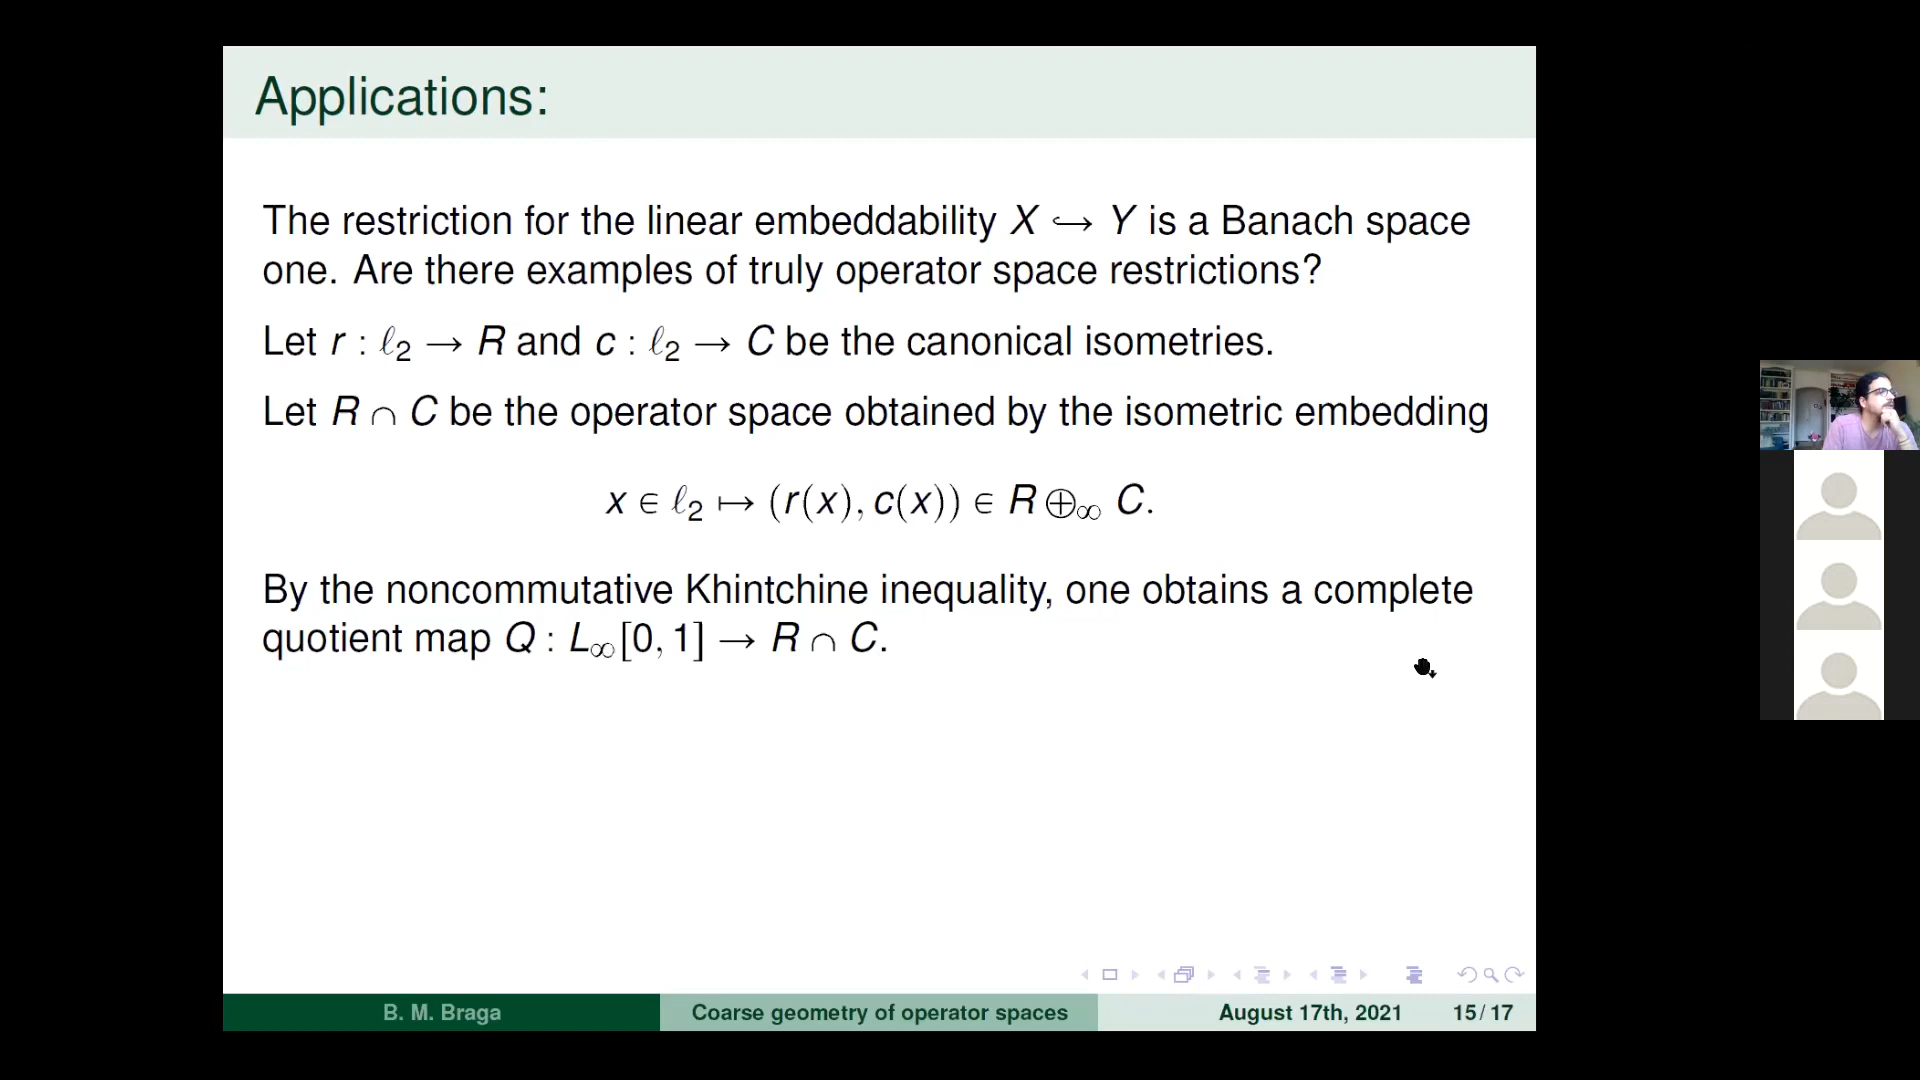 Applications:
The restriction for the linear embeddability X ↪ Y is a Banach space
one. Are there examples of truly operator space restrictions?
Let r : ℓ₂ → R and c : ℓ₂ → C be the canonical isometries.
Let R ∩ C be the operator space obtained by the isometric embedding
x ∈ ℓ₂ ↦ (r(x), c(x)) ∈ R ⊕∞ C.
By the noncommutative Khintchine inequality, one obtains a complete
quotient map Q : L∞[0, 1] → R ∩ C.
B. M. Braga Coarse geometry of operator spaces August 17th, 2021 15 / 17